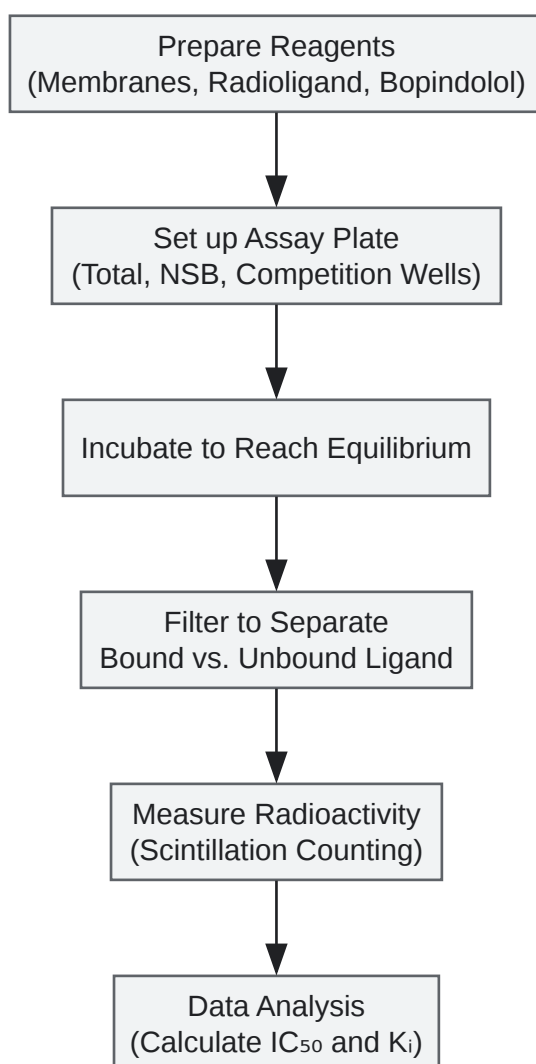 Prepare Reagents
(Membranes, Radioligand, Bopindolol)
Set up Assay Plate
(Total, NSB, Competition Wells)
Incubate to Reach Equilibrium
Filter to Separate
Bound vs. Unbound Ligand
Measure Radioactivity
(Scintillation Counting)
Data Analysis
(Calculate IC₅₀ and Kᵢ)